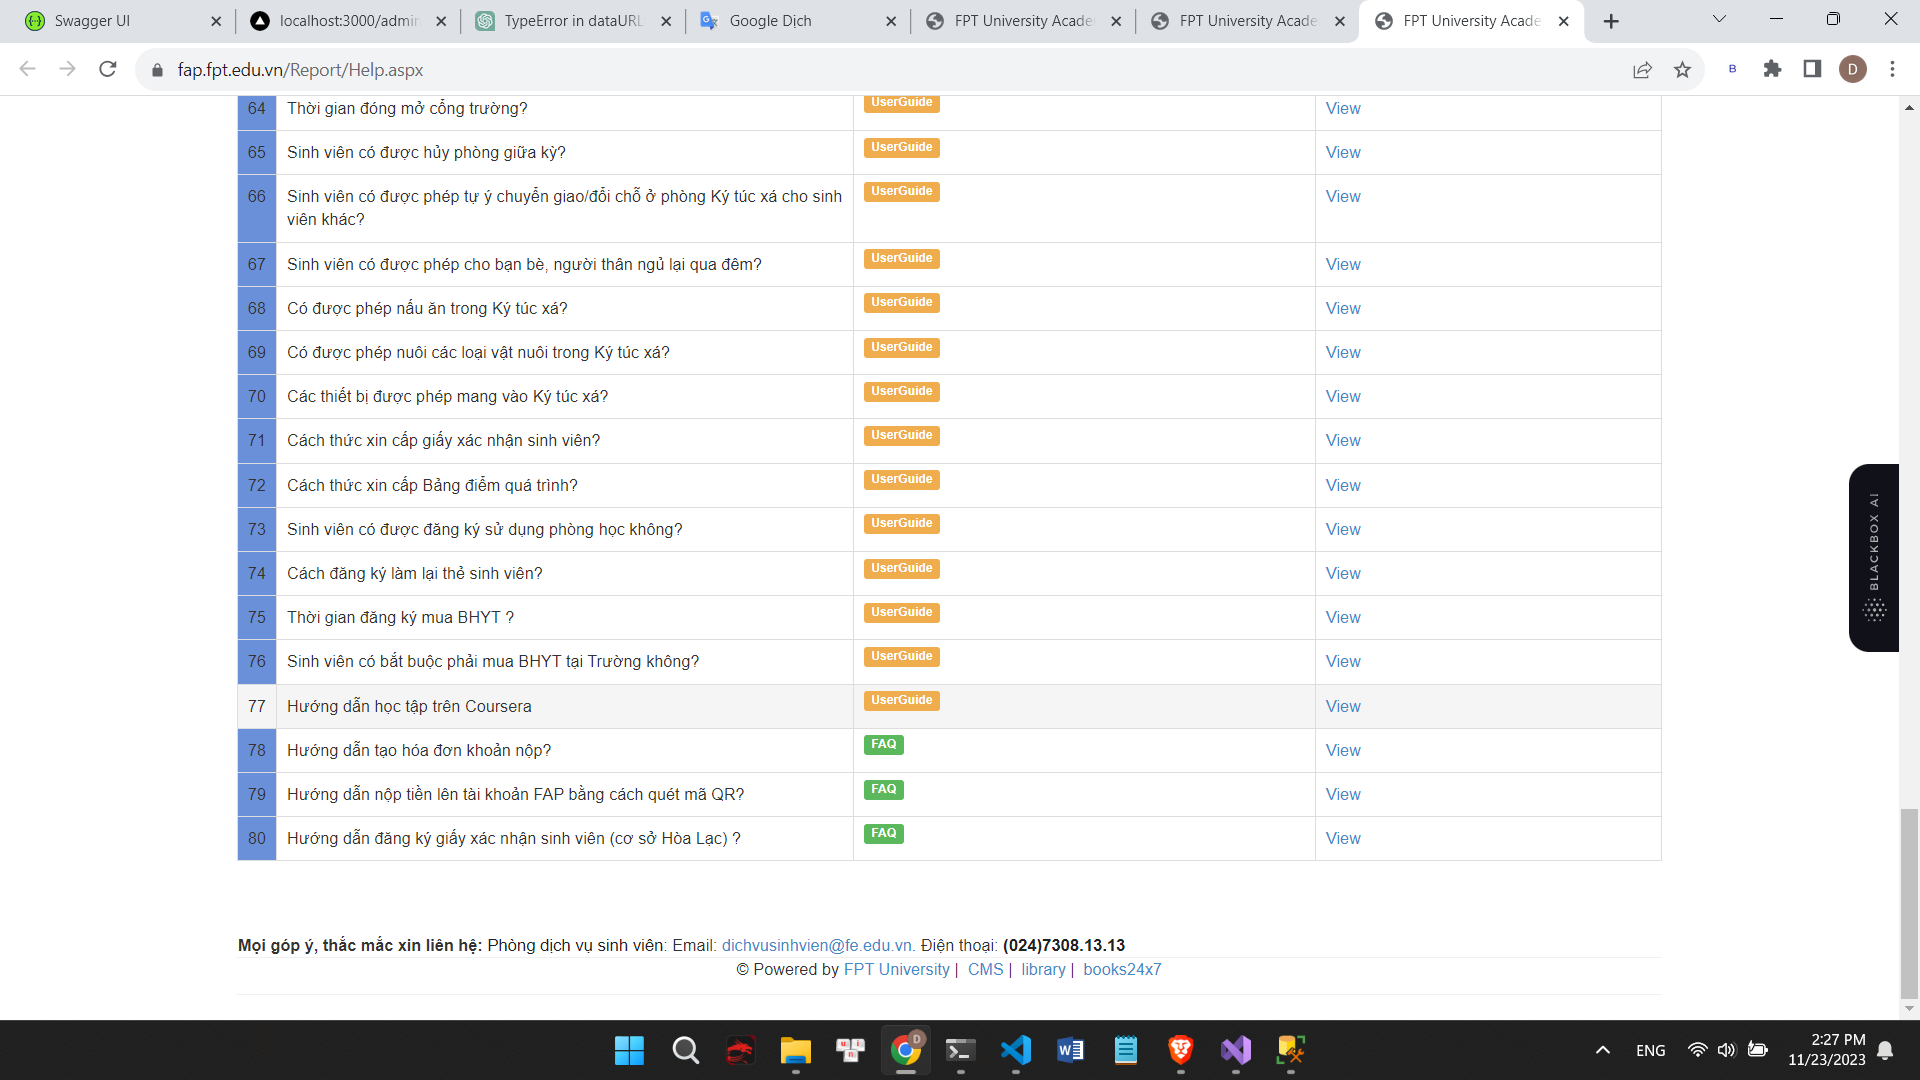 Swagger UI
localhost:3000/admin
TypeError in dataURL
Google Dịch
FPT University Acade
FPT University Acade
FPT University Acade
fap.fpt.edu.vn/Report/Help.aspx
B
D
64 Thời gian đóng mở cổng trường? UserGuide View
65 Sinh viên có được hủy phòng giữa kỳ? UserGuide View
66 Sinh viên có được phép tự ý chuyển giao/đổi chỗ ở phòng Ký túc xá cho sinh UserGuide View
viên khác?
67 Sinh viên có được phép cho bạn bè, người thân ngủ lại qua đêm? UserGuide View
68 Có được phép nấu ăn trong Ký túc xá? UserGuide View
69 Có được phép nuôi các loại vật nuôi trong Ký túc xá? UserGuide View
70 Các thiết bị được phép mang vào Ký túc xá? UserGuide View
71 Cách thức xin cấp giấy xác nhận sinh viên? UserGuide View
72 Cách thức xin cấp Bảng điểm quá trình? UserGuide View
73 Sinh viên có được đăng ký sử dụng phòng học không? UserGuide View
74 Cách đăng ký làm lại thẻ sinh viên? UserGuide View
75 Thời gian đăng ký mua BHYT ? UserGuide View
76 Sinh viên có bắt buộc phải mua BHYT tại Trường không? UserGuide View
77 Hướng dẫn học tập trên Coursera UserGuide View
78 Hướng dẫn tạo hóa đơn khoản nộp? FAQ View
79 Hướng dẫn nộp tiền lên tài khoản FAP bằng cách quét mã QR? FAQ View
80 Hướng dẫn đăng ký giấy xác nhận sinh viên (cơ sở Hòa Lạc) ? FAQ View
BLACKBOX AI
Mọi góp ý, thắc mắc xin liên hệ: Phòng dịch vụ sinh viên: Email: dichvusinhvien@fe.edu.vn. Điện thoại: (024)7308.13.13
© Powered by FPT University | CMS | library | books24x7
D
ENG
2:27 PM
11/23/2023